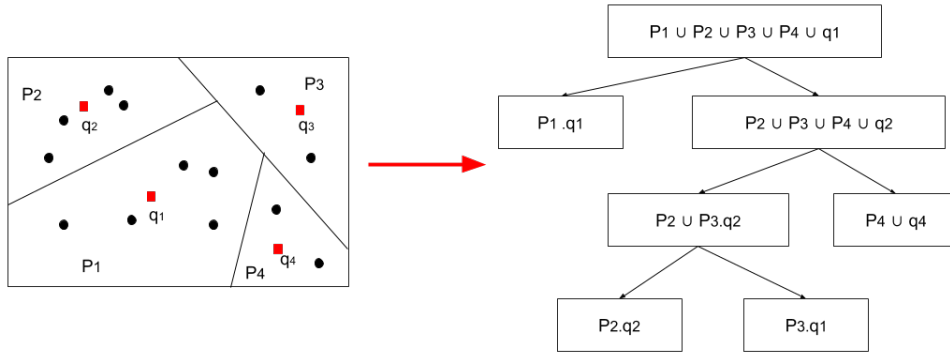 P2
q2
P3
q3
q1
P1
P4
q4
P1 ∪ P2 ∪ P3 ∪ P4 ∪ q1
P1 .q1
P2 ∪ P3 ∪ P4 ∪ q2
P2 ∪ P3.q2
P4 ∪ q4
P2.q2
P3.q1